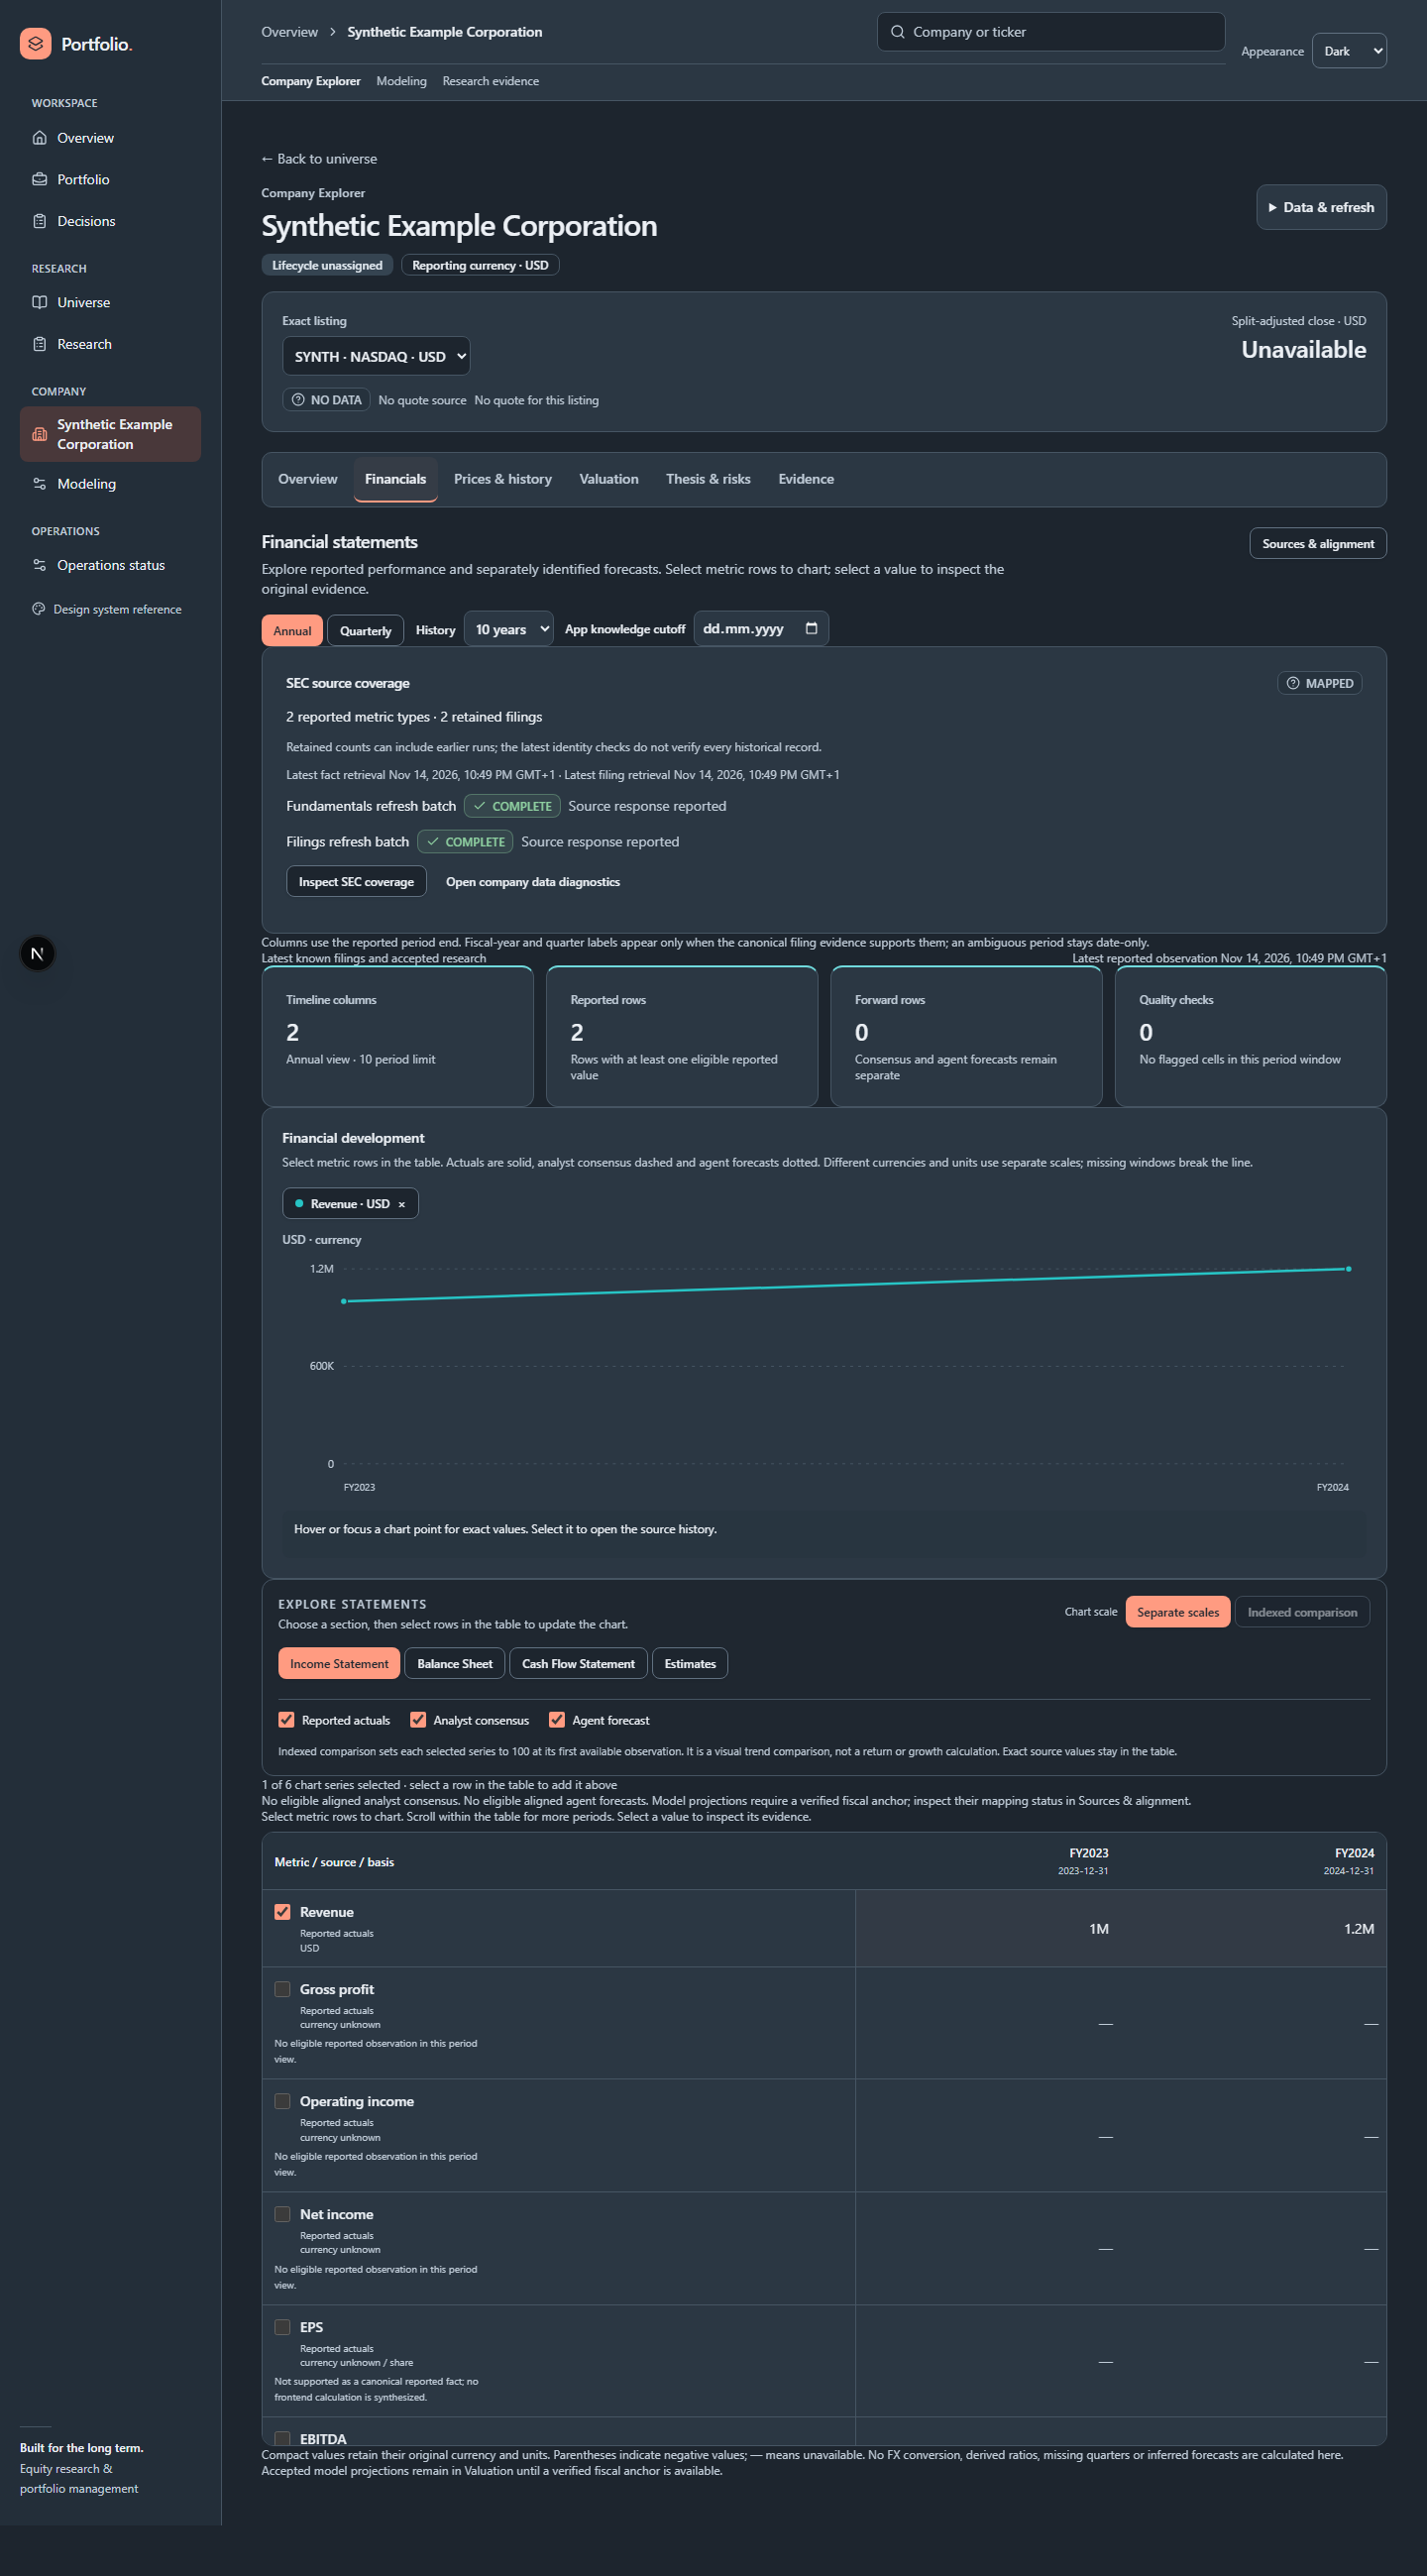 Portfolio.
WORKSPACE
Overview
Portfolio
Decisions
RESEARCH
Universe
Research
COMPANY
Synthetic Example
Corporation
Modeling
OPERATIONS
Operations status
Design system reference
N
Built for the long term.
Equity research &
portfolio management
Overview > Synthetic Example Corporation
Company or ticker
Appearance Dark
Company Explorer Modeling Research evidence
← Back to universe
Company Explorer
Synthetic Example Corporation
Data & refresh
Lifecycle unassigned Reporting currency · USD
Exact listing
SYNTH · NASDAQ · USD
Split-adjusted close · USD
Unavailable
NO DATA No quote source No quote for this listing
Overview Financials Prices & history Valuation Thesis & risks Evidence
Financial statements
Sources & alignment
Explore reported performance and separately identified forecasts. Select metric rows to chart; select a value to inspect the
original evidence.
Annual Quarterly History 10 years App knowledge cutoff dd.mm.yyyy
SEC source coverage
MAPPED
2 reported metric types · 2 retained filings
Retained counts can include earlier runs; the latest identity checks do not verify every historical record.
Latest fact retrieval Nov 14, 2026, 10:49 PM GMT+1 · Latest filing retrieval Nov 14, 2026, 10:49 PM GMT+1
Fundamentals refresh batch COMPLETE Source response reported
Filings refresh batch COMPLETE Source response reported
Inspect SEC coverage Open company data diagnostics
Columns use the reported period end. Fiscal-year and quarter labels appear only when the canonical filing evidence supports them; an ambiguous period stays date-only.
Latest known filings and accepted research
Latest reported observation Nov 14, 2026, 10:49 PM GMT+1
Timeline columns
2
Annual view · 10 period limit
Reported rows
2
Rows with at least one eligible reported
value
Forward rows
0
Consensus and agent forecasts remain
separate
Quality checks
0
No flagged cells in this period window
Financial development
Select metric rows in the table. Actuals are solid, analyst consensus dashed and agent forecasts dotted. Different currencies and units use separate scales; missing windows break the line.
Revenue · USD ×
USD · currency
1.2M
600K
0
FY2023 FY2024
Hover or focus a chart point for exact values. Select it to open the source history.
EXPLORE STATEMENTS
Choose a section, then select rows in the table to update the chart.
Chart scale Separate scales Indexed comparison
Income Statement Balance Sheet Cash Flow Statement Estimates
Reported actuals Analyst consensus Agent forecast
Indexed comparison sets each selected series to 100 at its first available observation. It is a visual trend comparison, not a return or growth calculation. Exact source values stay in the table.
1 of 6 chart series selected · select a row in the table to add it above
No eligible aligned analyst consensus. No eligible aligned agent forecasts. Model projections require a verified fiscal anchor; inspect their mapping status in Sources & alignment.
Select metric rows to chart. Scroll within the table for more periods. Select a value to inspect its evidence.
Metric / source / basis
FY2023 FY2024
2023-12-31 2024-12-31
Revenue
Reported actuals
USD
1M 1.2M
Gross profit
Reported actuals
currency unknown
No eligible reported observation in this period
view.
— —
Operating income
Reported actuals
currency unknown
No eligible reported observation in this period
view.
— —
Net income
Reported actuals
currency unknown
No eligible reported observation in this period
view.
— —
EPS
Reported actuals
currency unknown / share
Not supported as a canonical reported fact; no
frontend calculation is synthesized.
— —
EBITDA
Compact values retain their original currency and units. Parentheses indicate negative values; — means unavailable. No FX conversion, derived ratios, missing quarters or inferred forecasts are calculated here.
Accepted model projections remain in Valuation until a verified fiscal anchor is available.